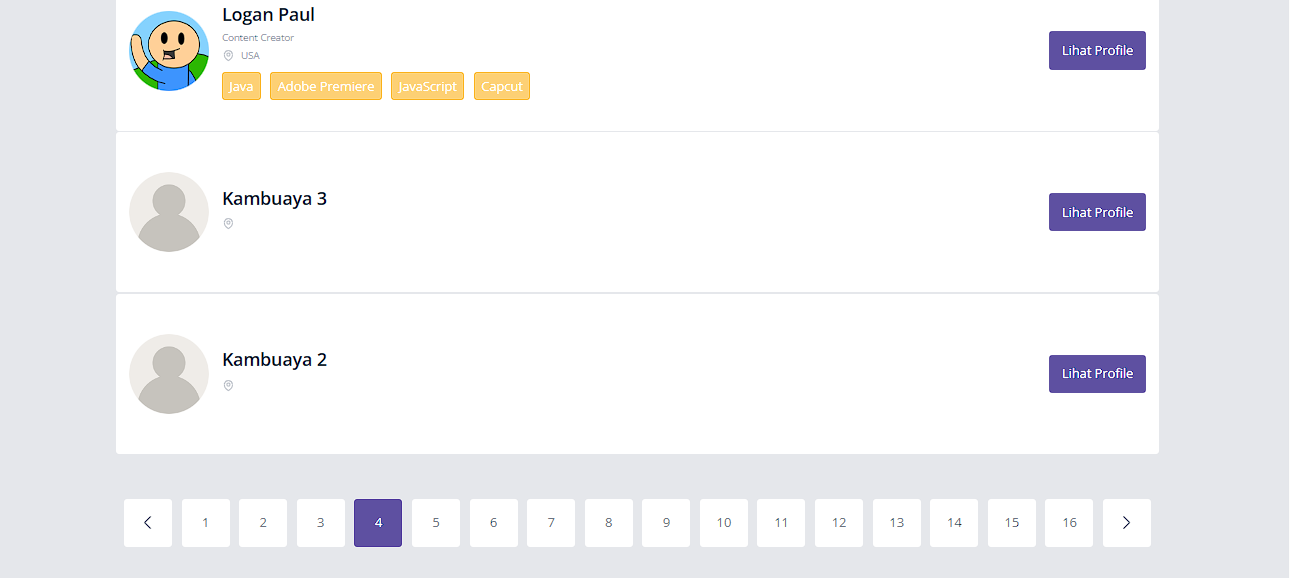 Logan Paul
Content Creator
USA
Java Adobe Premiere JavaScript Capcut
Lihat Profile
Kambuaya 3
Lihat Profile
Kambuaya 2
Lihat Profile
1 2 3 4 5 6 7 8 9 10 11 12 13 14 15 16